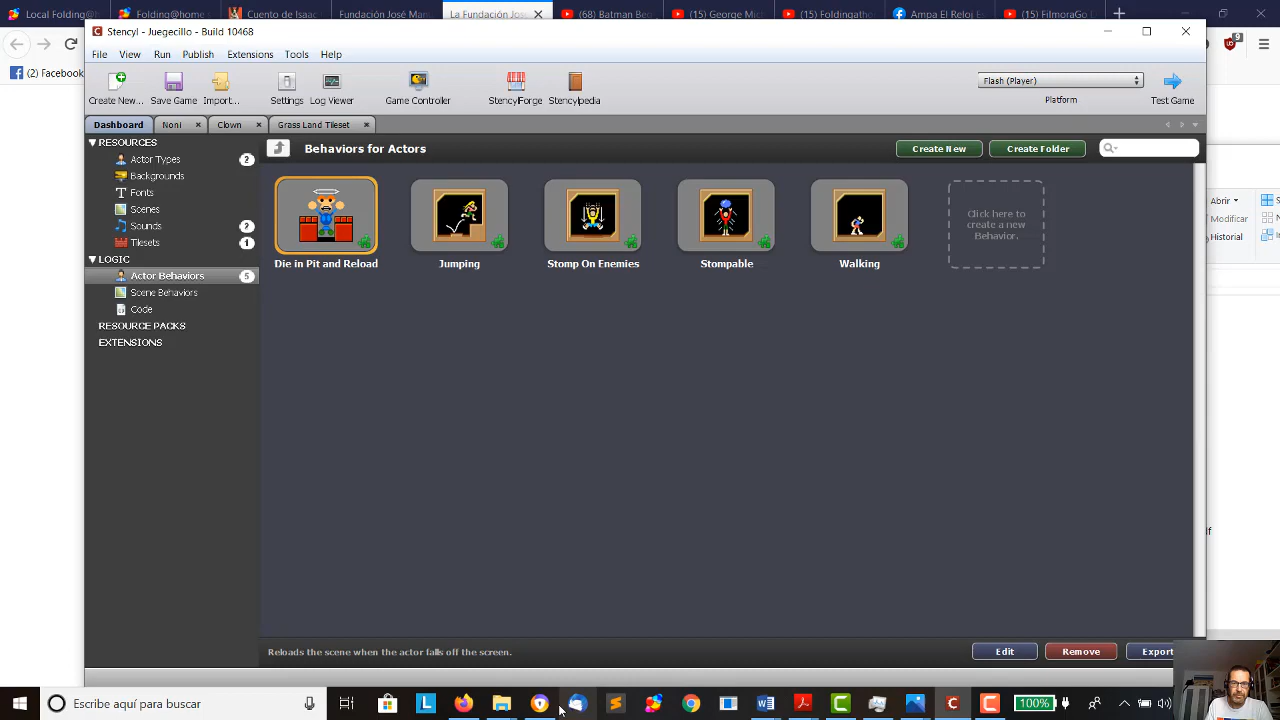 Local Folding@h
Folding@home
Cuento de Isaac
Fundación José Man
La Fundación Jos
(68) Batman Be
(15) George Mi
(15) Foldingath
Ampa El Reloj Es
(15) FilmoraGo
Stencyl - Juegecillo - Build 10468
(2) Facebook
File View Run Publish Extensions Tools Help
Create New...
Save Game
Import...
Settings
Log Viewer
Game Controller
StencylForge
Stencylpedia
Flash (Player)
Platform
Test Game
Dashboard
Noni
Clown
Grass Land Tileset
RESOURCES
Actor Types 2
Backgrounds
Fonts
Scenes
Sounds 2
Tilesets 1
LOGIC
Actor Behaviors 5
Scene Behaviors
Code
RESOURCE PACKS
EXTENSIONS
Behaviors for Actors
Create New
Create Folder
Die in Pit and Reload
Jumping
Stomp On Enemies
Stompable
Walking
Click here to
create a new
Behavior.
Abrir
Modificar
Historial
Reloads the scene when the actor falls off the screen.
Edit
Remove
Export
Escribe aquí para buscar
100%